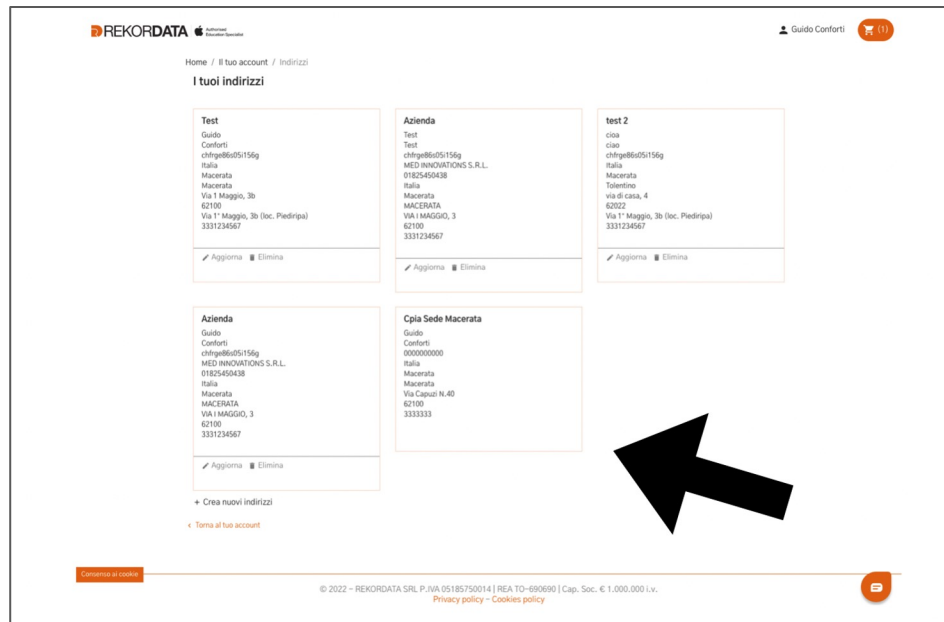 REKORDATA Authorised Education Specialist
Guido Conforti (1)
Home / Il tuo account / Indirizzi
I tuoi indirizzi
Test
Guido
Conforti
chfrge86s05i156g
Italia
Macerata
Macerata
Via 1 Maggio, 3b
62100
Via 1° Maggio, 3b (loc. Piediripa)
3331234567
Aggiorna Elimina
Azienda
Test
Test
chfrge86s05i156g
MED INNOVATIONS S.R.L.
01825450438
Italia
Macerata
MACERATA
VIA I MAGGIO, 3
62100
3331234567
Aggiorna Elimina
test 2
cioa
ciao
chfrge86s05i156g
Italia
Macerata
Tolentino
via di casa, 4
62022
Via 1° Maggio, 3b (loc. Piediripa)
3331234567
Aggiorna Elimina
Azienda
Guido
Conforti
chfrge86s05i156g
MED INNOVATIONS S.R.L.
01825450438
Italia
Macerata
MACERATA
VIA I MAGGIO, 3
62100
3331234567
Aggiorna Elimina
Cpia Sede Macerata
Guido
Conforti
0000000000
Italia
Macerata
Macerata
Via Capuzi N.40
62100
3333333
+ Crea nuovi indirizzi
‹ Torna al tuo account
Consenso ai cookie
© 2022 - REKORDATA SRL P.IVA 05185750014 | REA TO-690690 | Cap. Soc. € 1.000.000 i.v.
Privacy policy - Cookies policy